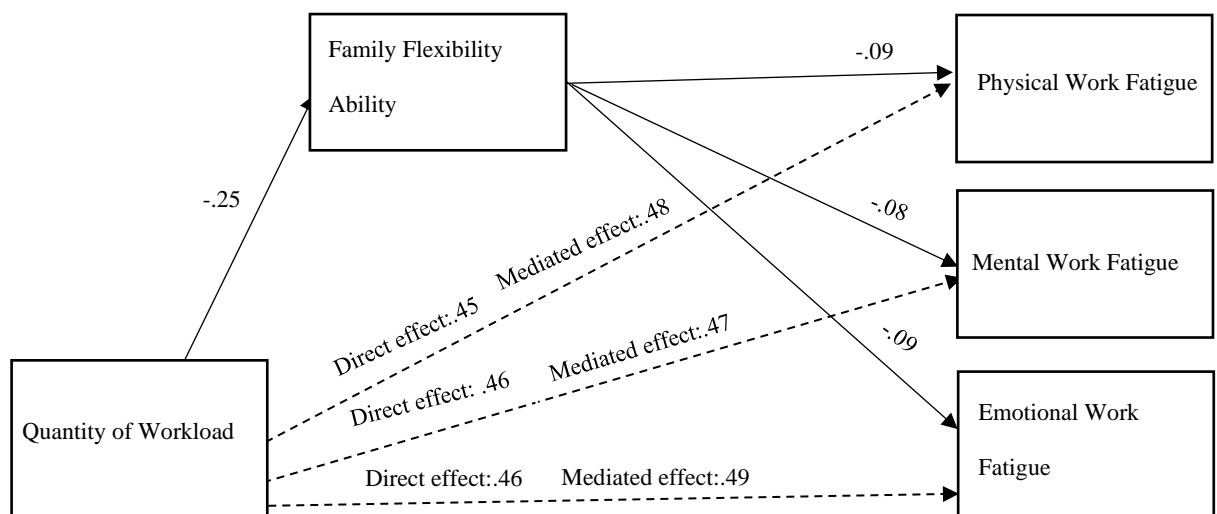 Family Flexibility
Ability
-.09
Physical Work Fatigue
-.25
-.08
Direct effect:.45 Mediated effect:.48
Mental Work Fatigue
-.09
Direct effect: .46 Mediated effect:.47
Quantity of Workload
Emotional Work
Fatigue
Direct effect:.46 Mediated effect:.49